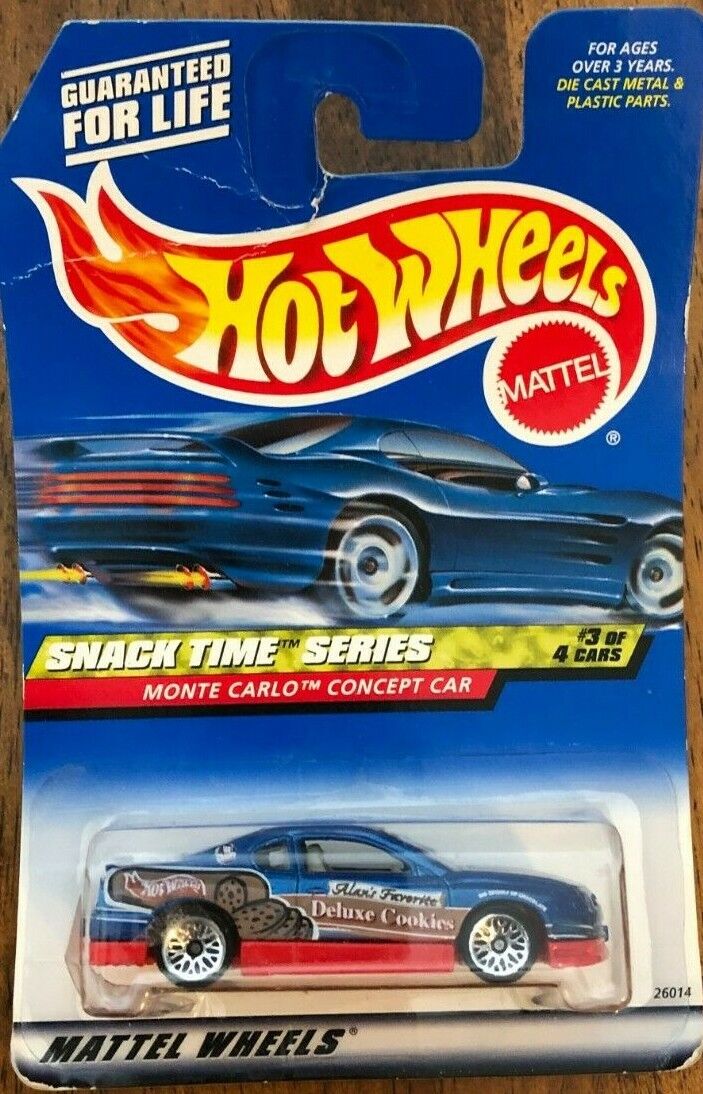 GUARANTEED
FOR LIFE
FOR AGES
OVER 3 YEARS.
DIE CAST METAL &
PLASTIC PARTS.
HOT WHEELS
MATTEL
®
SNACK TIME™ SERIES
#3 OF
4 CARS
MONTE CARLO™ CONCEPT CAR
Hot Wheels
Alan's Favorite
Deluxe Cookies
26014
MATTEL WHEELS®